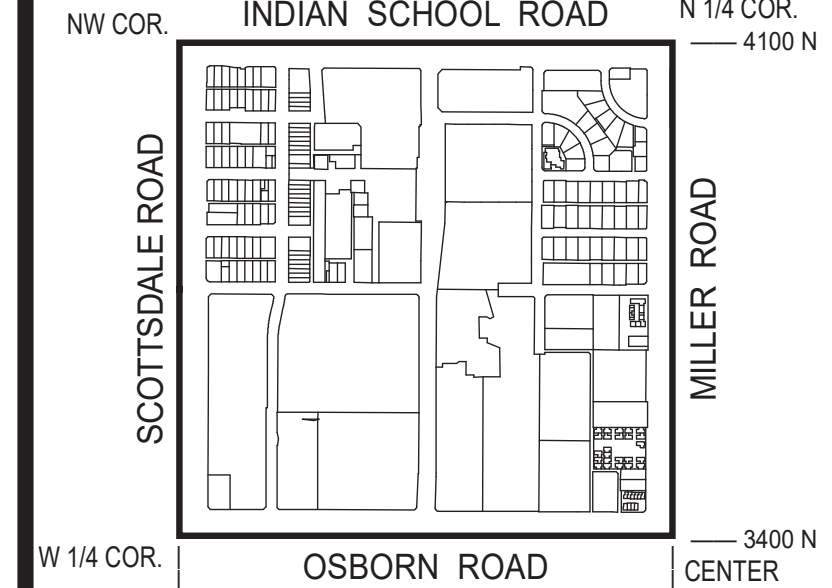 INDIAN SCHOOL ROAD
N 1/4 COR.
NW COR.
4100 N
SCOTTSDALE ROAD
MILLER ROAD
3400 N
W 1/4 COR.
OSBORN ROAD
CENTER